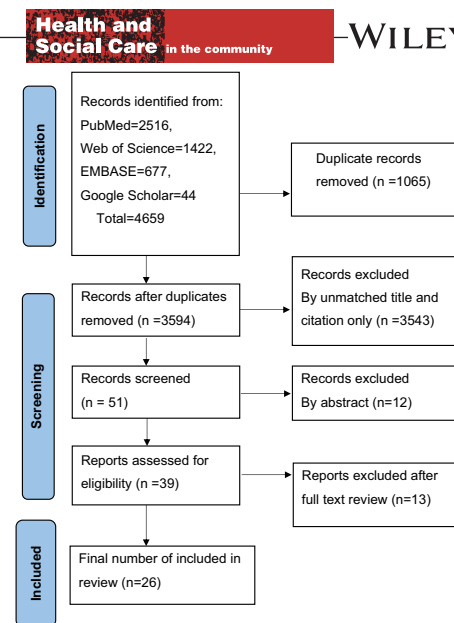 Health and
Social Care in the community
WILEY
Identification
Records identified from:
PubMed=2516,
Web of Science=1422,
EMBASE=677,
Google Scholar=44
Total=4659
Duplicate records
removed (n =1065)
Screening
Records after duplicates
removed (n =3594)
Records excluded
By unmatched title and
citation only (n =3543)
Records screened
(n = 51)
Records excluded
By abstract (n=12)
Reports assessed for
eligibility (n =39)
Reports excluded after
full text review (n=13)
Included
Final number of included in
review (n=26)